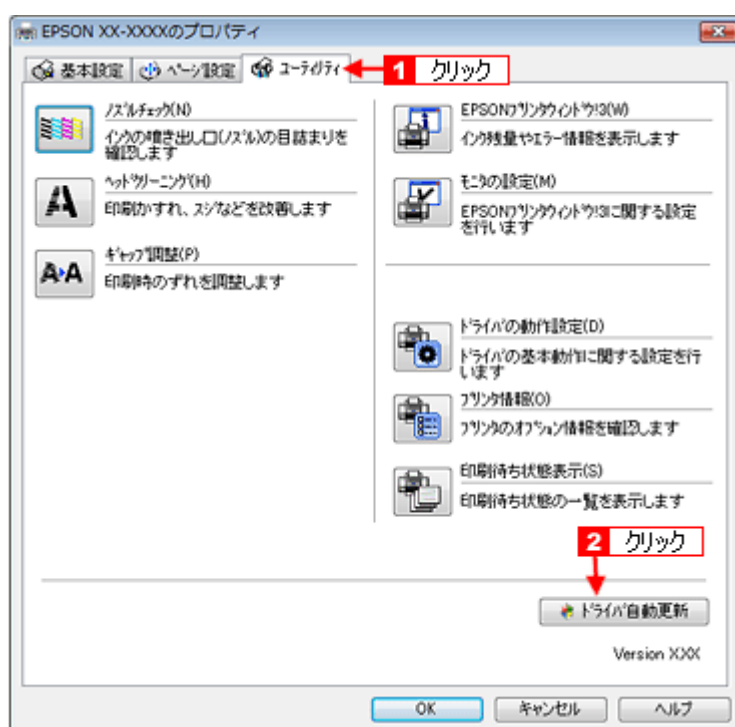 EPSON XX-XXXXのプロパティ
基本設定 ページ設定 ユーティリティ 1 クリック
ノズルチェック(N)
インクの噴き出し口(ノズル)の目詰まりを
確認します
ヘッドクリーニング(H)
印刷かすれ、スジなどを改善します
ギャップ調整(P)
印刷時のずれを調整します
EPSONプリンタウィンドウ!3(W)
インク残量やエラー情報を表示します
モニタの設定(M)
EPSONプリンタウィンドウ!3に関する設定
を行います
ドライバの動作設定(D)
ドライバの基本動作に関する設定を行
います
プリンタ情報(O)
プリンタのオプション情報を確認します
印刷待ち状態表示(S)
印刷待ち状態の一覧を表示します
2 クリック
ドライバ自動更新
Version X.XX
OK キャンセル ヘルプ